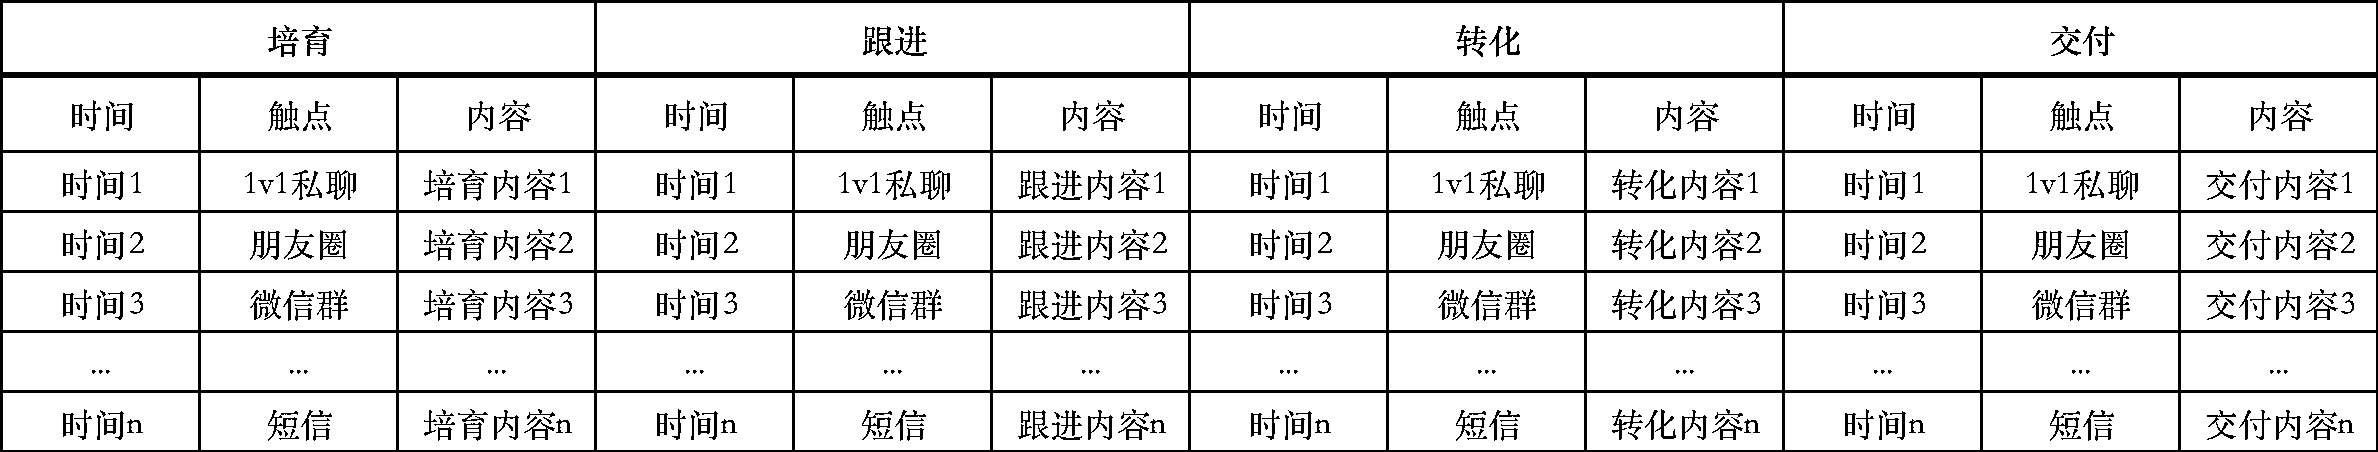 培育 跟进 转化 交付
时间 触点 内容 时间 触点 内容 时间 触点 内容 时间 触点 内容
时间1 1v1私聊 培育内容1 时间1 1v1私聊 跟进内容1 时间1 1v1私聊 转化内容1 时间1 1v1私聊 交付内容1
时间2 朋友圈 培育内容2 时间2 朋友圈 跟进内容2 时间2 朋友圈 转化内容2 时间2 朋友圈 交付内容2
时间3 微信群 培育内容3 时间3 微信群 跟进内容3 时间3 微信群 转化内容3 时间3 微信群 交付内容3
... ... ... ... ... ... ... ... ... ... ... ...
时间n 短信 培育内容n 时间n 短信 跟进内容n 时间n 短信 转化内容n 时间n 短信 交付内容n